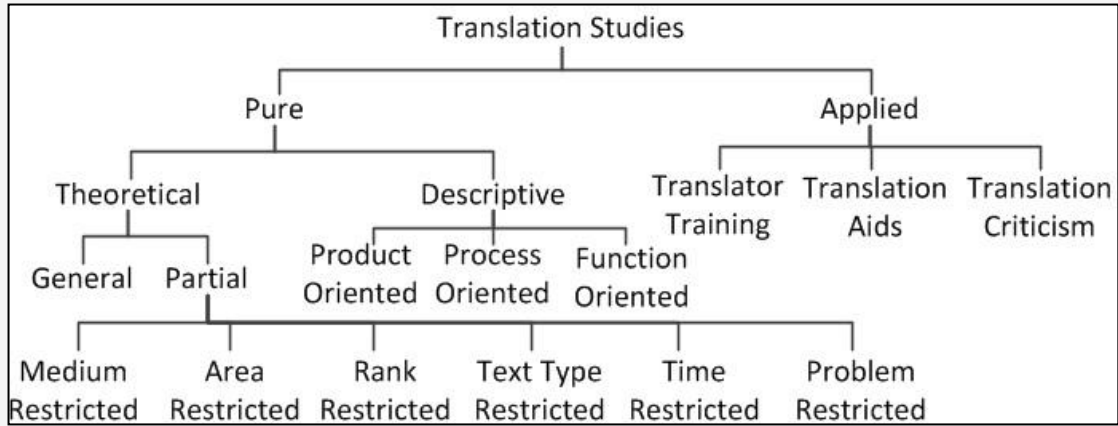 Translation Studies
Pure
Applied
Theoretical
Descriptive
Translator
Training
Translation
Aids
Translation
Criticism
General
Partial
Product
Oriented
Process
Oriented
Function
Oriented
Medium
Restricted
Area
Restricted
Rank
Restricted
Text Type
Restricted
Time
Restricted
Problem
Restricted